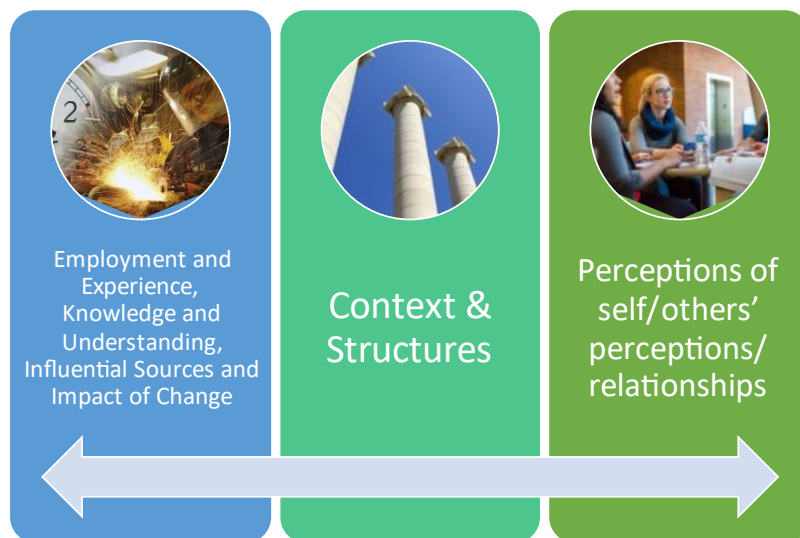 2
Employment and
Experience,
Knowledge and
Understanding,
Influential Sources and
Impact of Change
Context &
Structures
Perceptions of
self/others’
perceptions/
relationships